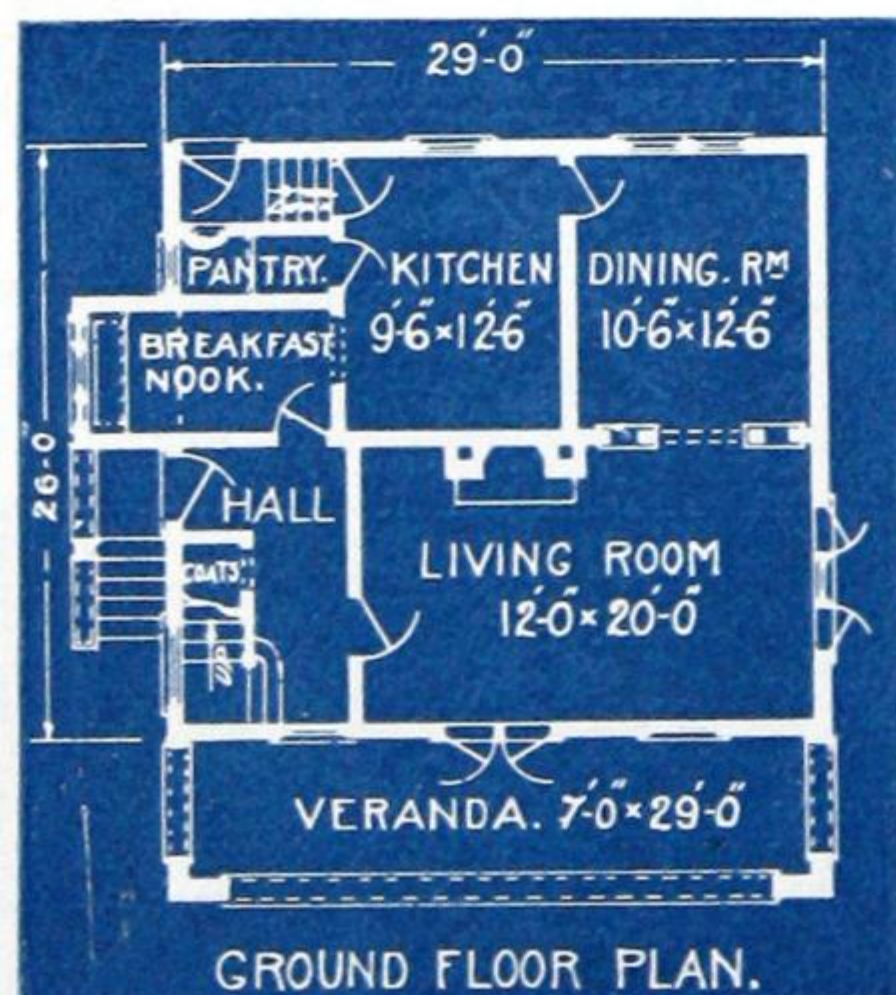 29'-0"
PANTRY.
KITCHEN
9'-6"×12'-6"
DINING. RM
10'-6"×12'-6"
BREAKFAST
NOOK.
26-0
HALL
COATS
UP
LIVING ROOM
12'-0"×20'-0"
VERANDA. 7'-0"×29'-0"
GROUND FLOOR PLAN.